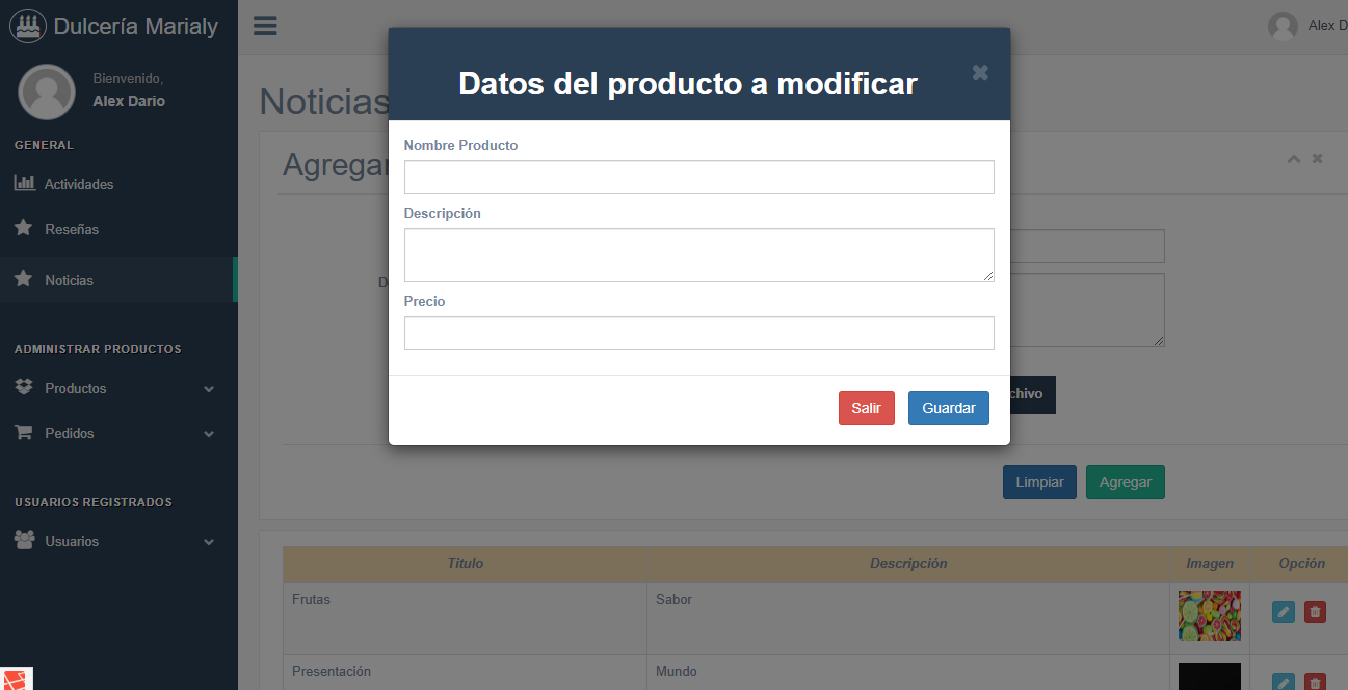 Dulcería Marialy
Bienvenido,
Alex Dario
GENERAL
Actividades
Reseñas
Noticias
ADMINISTRAR PRODUCTOS
Productos
Pedidos
USUARIOS REGISTRADOS
Usuarios
Alex D
Noticias
Agregar
Datos del producto a modificar
Nombre Producto
Descripción
Precio
Salir Guardar
D
chivo
Limpiar Agregar
Titulo Descripción Imagen Opción
Frutas Sabor
Presentación Mundo